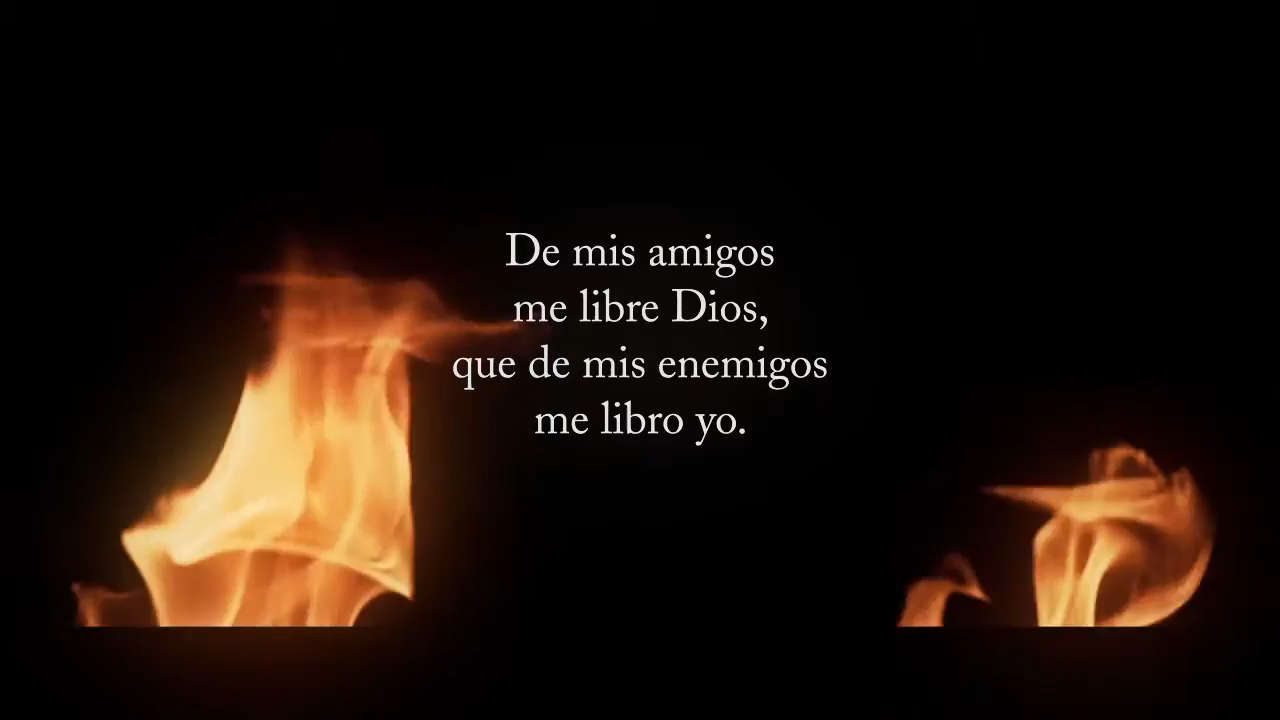 De mis amigos
me libre Dios,
que de mis enemigos
me libro yo.